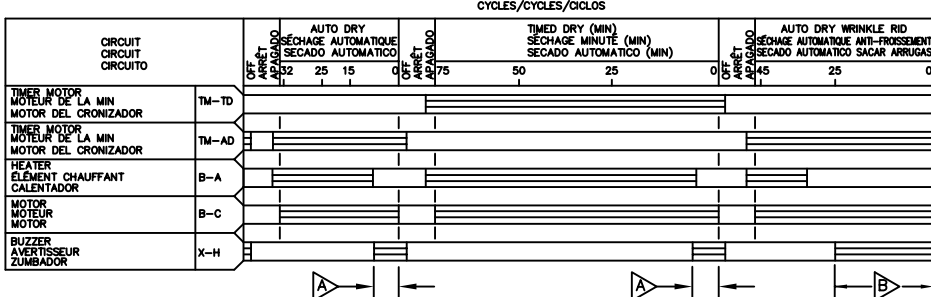 CYCLES/CYCLES/CICLOS
CIRCUIT
CIRCUIT
CIRCUITO
OFF
ARRÊT
APAGADO
AUTO DRY
SÉCHAGE AUTOMATIQUE
SECADO AUTOMATICO
32 25 15 0
OFF
ARRÊT
APAGADO
TIMED DRY (MIN)
SÉCHAGE MINUTÉ (MIN)
SECADO AUTOMATICO (MIN)
75 50 25 0
OFF
ARRÊT
APAGADO
AUTO DRY WRINKLE RID
SÉCHAGE AUTOMATIQUE ANTI-FROISSEMENT
SECADO AUTOMATICO SACAR ARRUGAS
45 25 15 0
TIMER MOTOR
MOTEUR DE LA MIN
MOTOR DEL CRONIZADOR
TM-TD
TIMER MOTOR
MOTEUR DE LA MIN
MOTOR DEL CRONIZADOR
TM-AD
HEATER
ÉLÉMENT CHAUFFANT
CALENTADOR
B-A
MOTOR
MOTEUR
MOTOR
B-C
BUZZER
AVERTISSEUR
ZUMBADOR
X-H
A
A
B